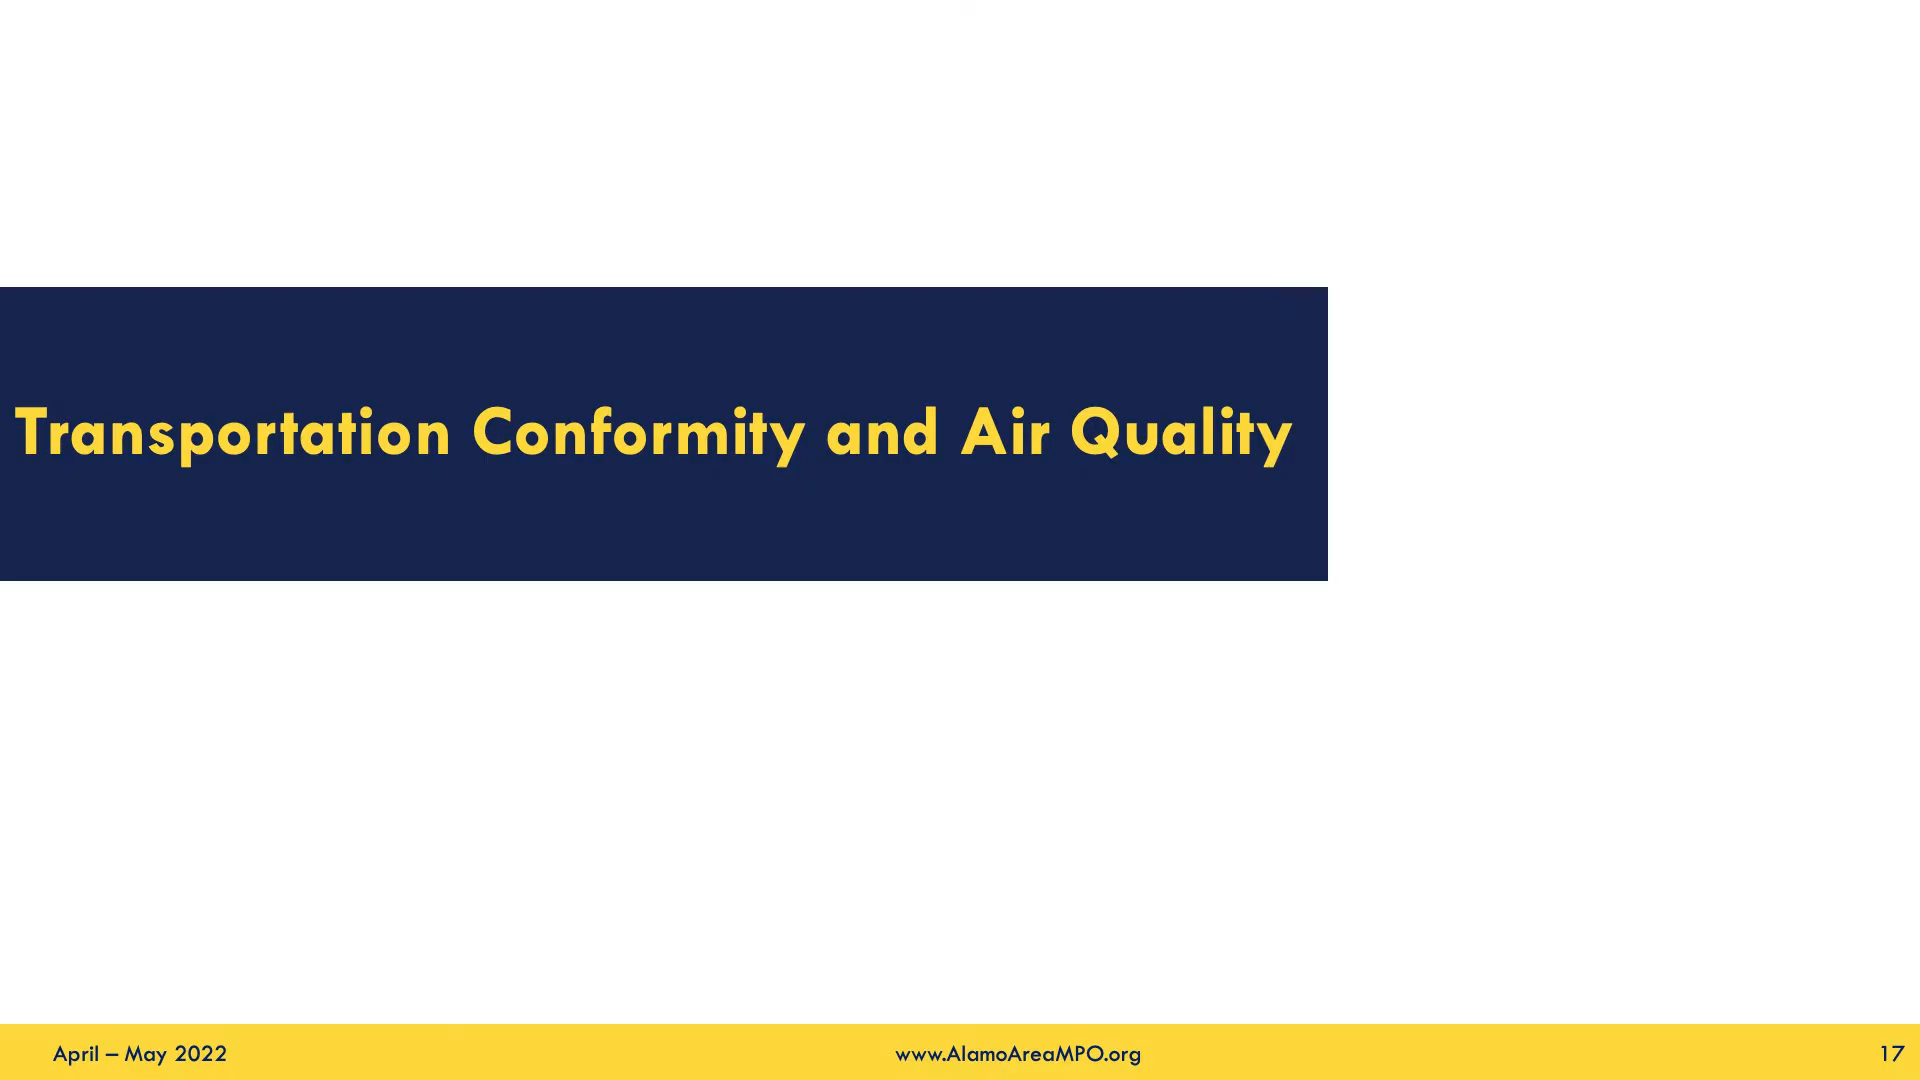 Transportation Conformity and Air Quality
April – May 2022
www.AlamoAreaMPO.org
17